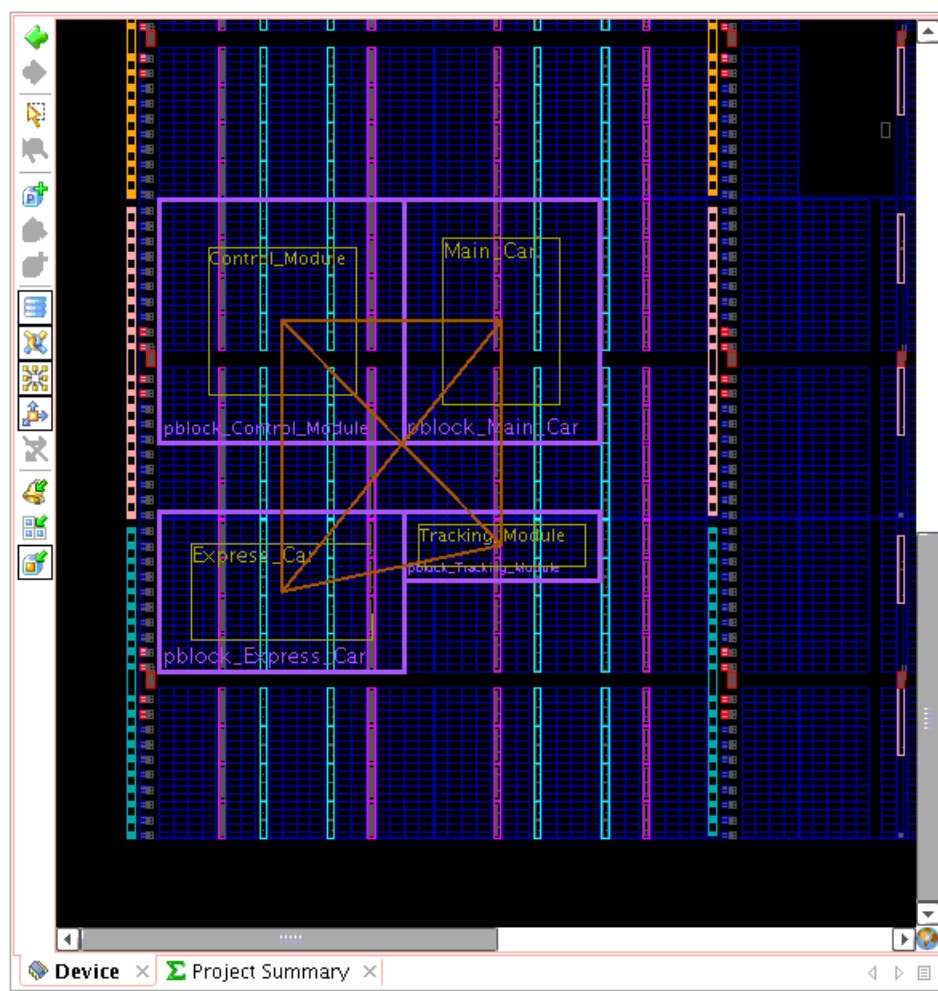 Control_Module
Main_Car
pblock_Control_Module
pblock_Main_Car
Tracking_Module
Express_Car
pblock_Tracking_Module
pblock_Express_Car
Device
Σ Project Summary